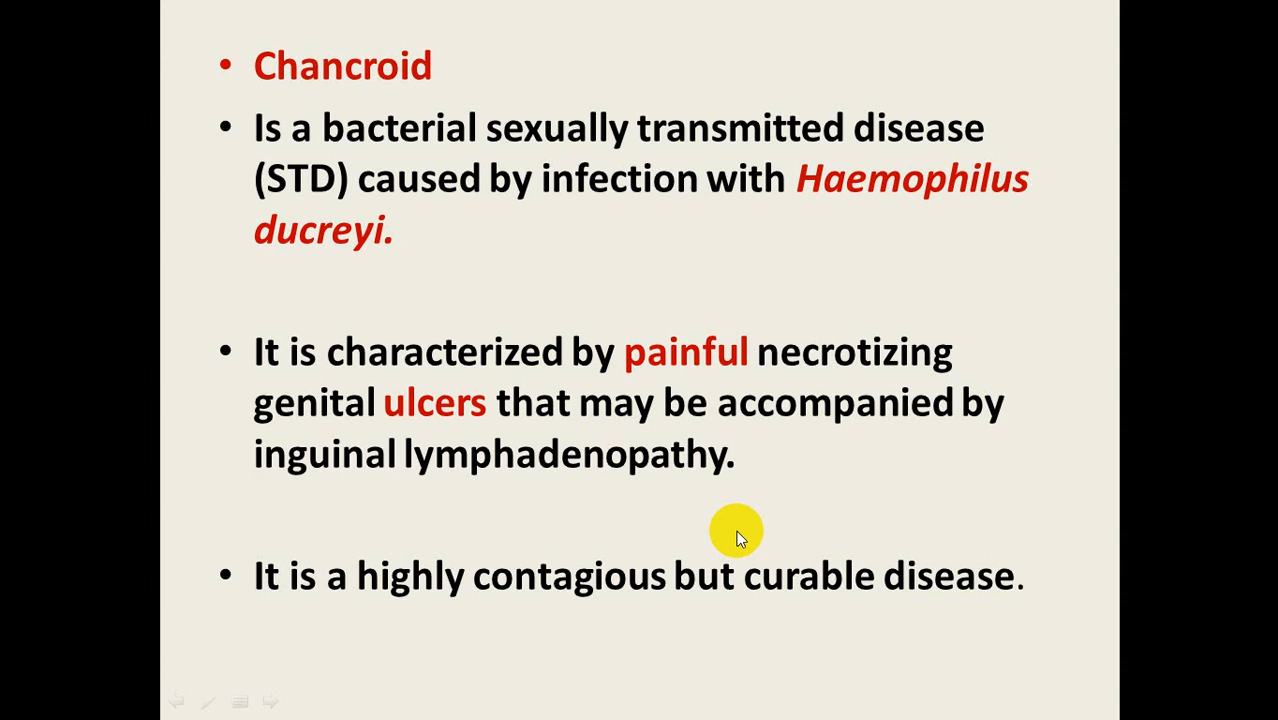 • Chancroid
• Is a bacterial sexually transmitted disease
(STD) caused by infection with Haemophilus
ducreyi.
• It is characterized by painful necrotizing
genital ulcers that may be accompanied by
inguinal lymphadenopathy.
• It is a highly contagious but curable disease.